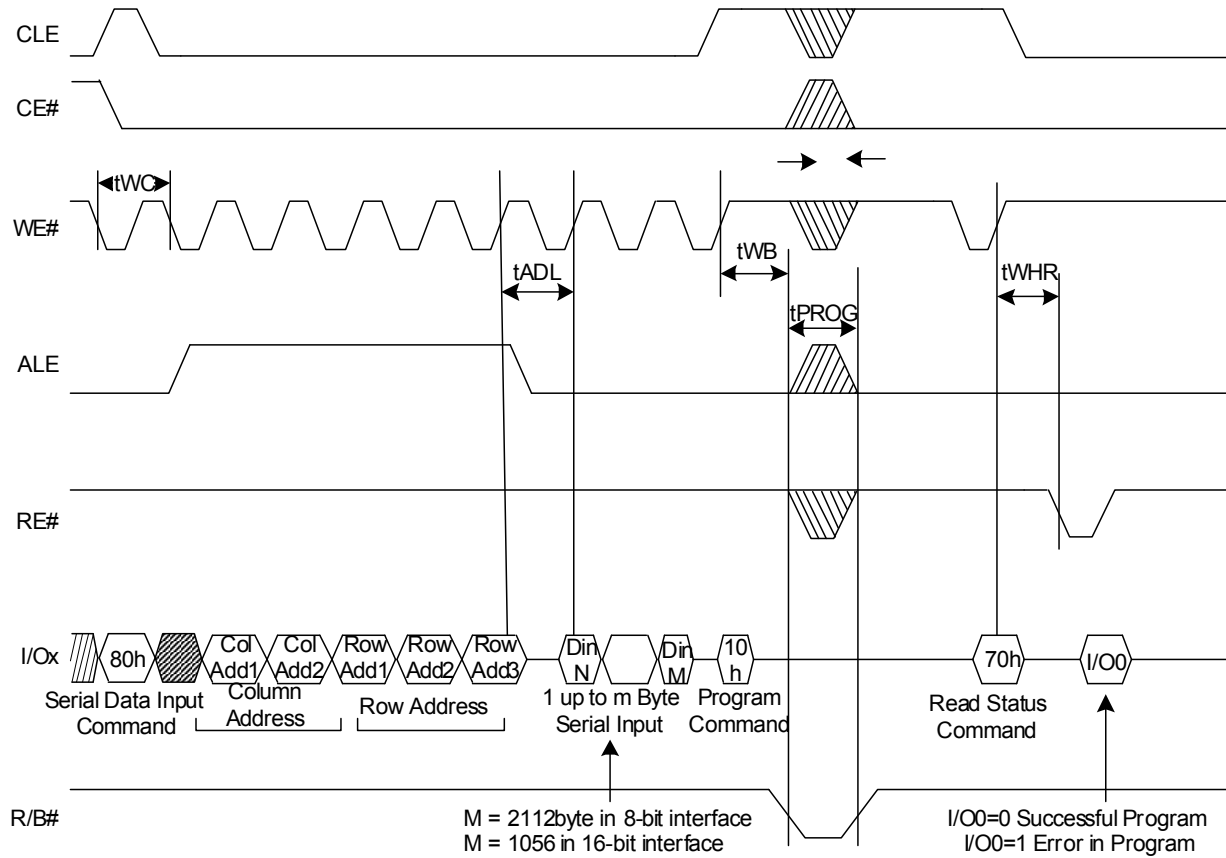 CLE
CE#
tWC
WE#
tWB
tADL
tWHR
tPROG
ALE
RE#
I/Ox
80h
Col Add1
Col Add2
Row Add1
Row Add2
Row Add3
Din N
Din M
10 h
70h
I/O0
Serial Data Input
Command
Column
Address
Row Address
1 up to m Byte
Serial Input
Program
Command
Read Status
Command
R/B#
M = 2112byte in 8-bit interface
M = 1056 in 16-bit interface
I/O0=0 Successful Program
I/O0=1 Error in Program